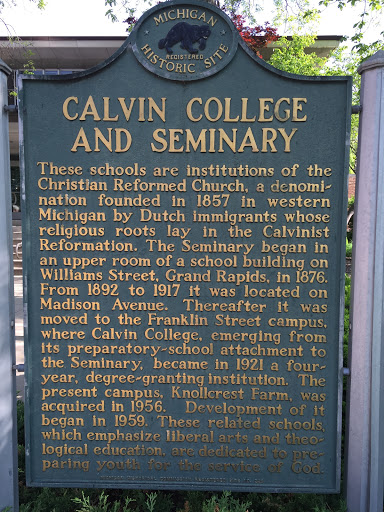 MICHIGAN
REGISTERED
HISTORIC SITE
CALVIN COLLEGE
AND SEMINARY
These schools are institutions of the
Christian Reformed Church, a denomi-
nation founded in 1857 in western
Michigan by Dutch immigrants whose
religious roots lay in the Calvinist
Reformation. The Seminary began in
an upper room of a school building on
Williams Street, Grand Rapids, in 1876.
From 1892 to 1917 it was located on
Madison Avenue. Thereafter it was
moved to the Franklin Street campus,
where Calvin College, emerging from
its preparatory-school attachment to
the Seminary, became in 1921 a four-
year, degree-granting institution. The
present campus, Knollcrest Farm, was
acquired in 1956. Development of it
began in 1959. These related schools,
which emphasize liberal arts and theo-
logical education, are dedicated to pre-
paring youth for the service of God.